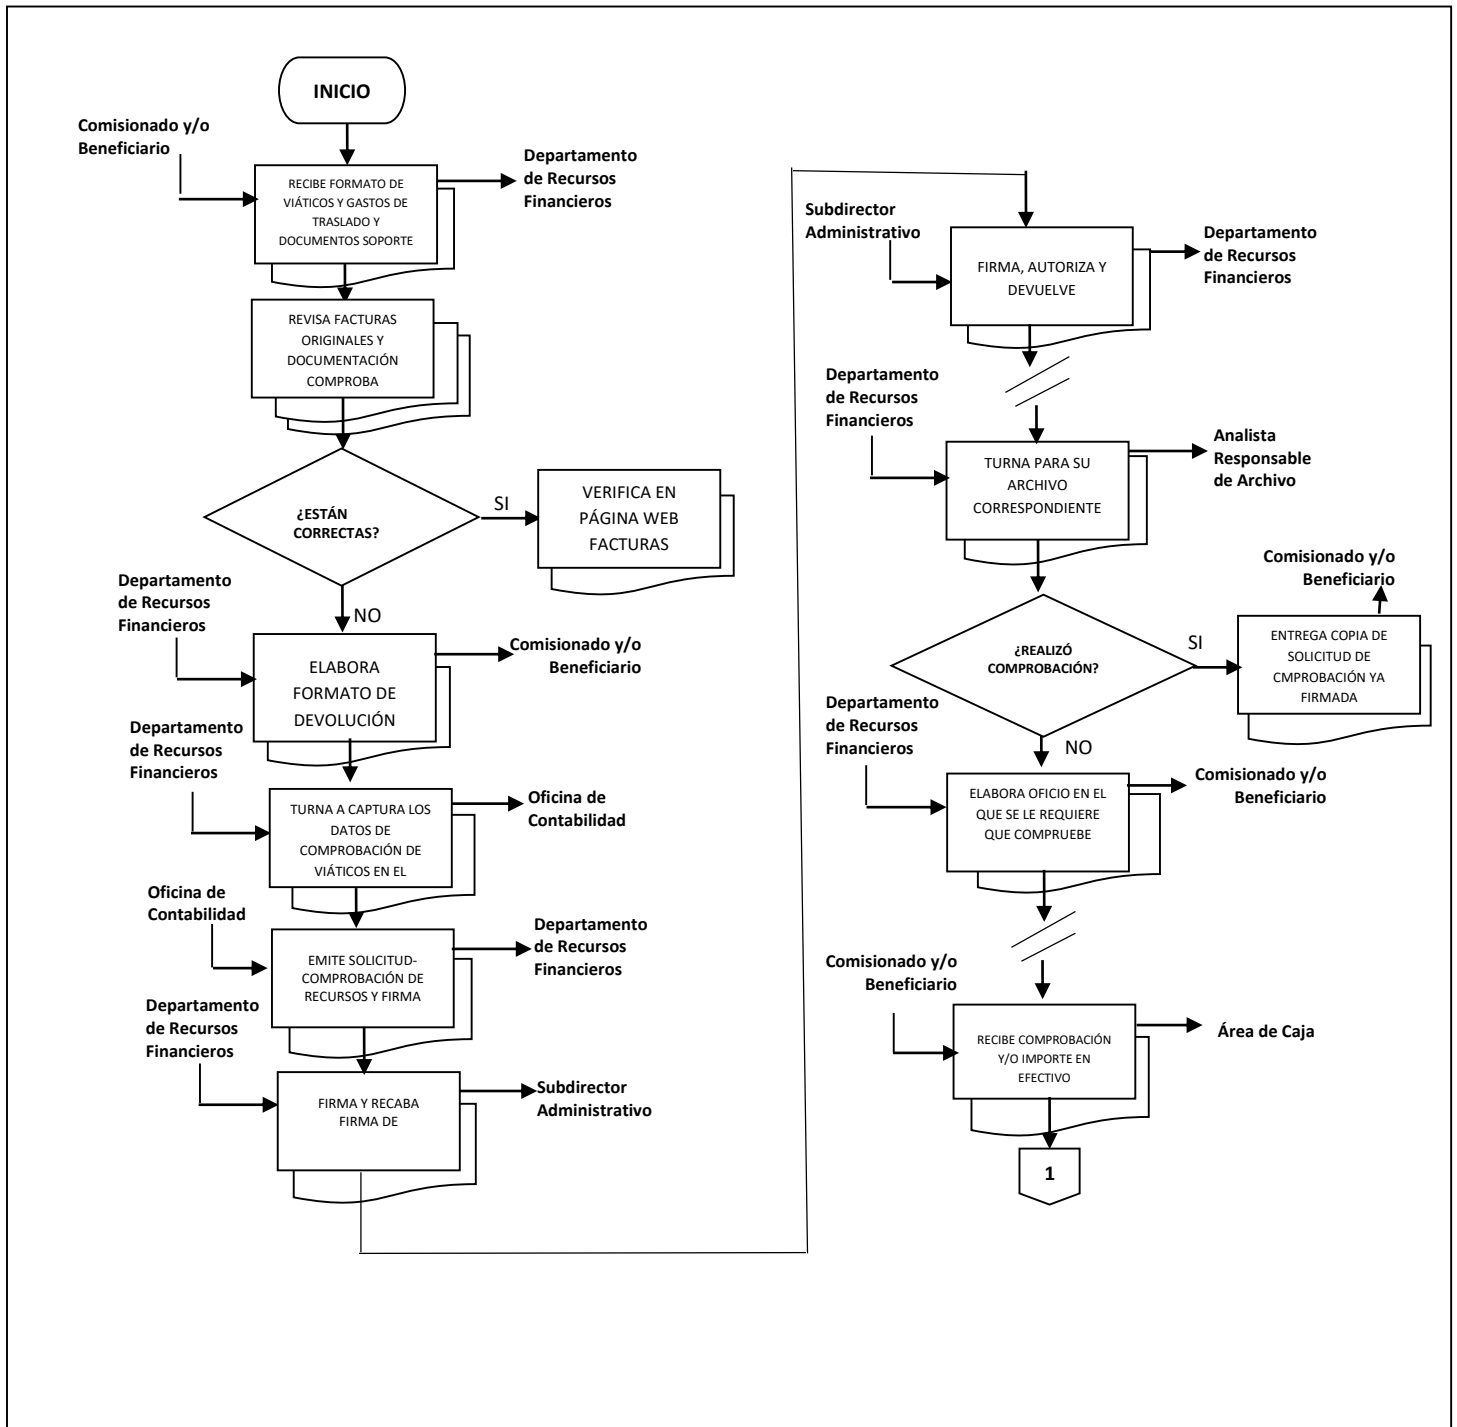 INICIO
Comisionado y/o
Beneficiario
Departamento
de Recursos
Financieros
RECIBE FORMATO DE
VIÁTICOS Y GASTOS DE
TRASLADO Y
DOCUMENTOS SOPORTE
REVISA FACTURAS
ORIGINALES Y
DOCUMENTACIÓN
COMPROBA
¿ESTÁN
CORRECTAS?
SI
VERIFICA EN
PÁGINA WEB
FACTURAS
NO
Departamento
de Recursos
Financieros
ELABORA
FORMATO DE
DEVOLUCIÓN
Comisionado y/o
Beneficiario
Departamento
de Recursos
Financieros
TURNA A CAPTURA LOS
DATOS DE
COMPROBACIÓN DE
VIÁTICOS EN EL
Oficina de
Contabilidad
Oficina de
Contabilidad
EMITE SOLICITUD-
COMPROBACIÓN DE
RECURSOS Y FIRMA
Departamento
de Recursos
Financieros
Departamento
de Recursos
Financieros
FIRMA Y RECABA
FIRMA DE
Subdirector
Administrativo
Subdirector
Administrativo
FIRMA, AUTORIZA Y
DEVUELVE
Departamento
de Recursos
Financieros
Departamento
de Recursos
Financieros
TURNA PARA SU
ARCHIVO
CORRESPONDIENTE
Analista
Responsable
de Archivo
¿REALIZÓ
COMPROBACIÓN?
SI
Comisionado y/o
Beneficiario
ENTREGA COPIA DE
SOLICITUD DE
CMPROBACIÓN YA
FIRMADA
NO
Departamento
de Recursos
Financieros
ELABORA OFICIO EN EL
QUE SE LE REQUIERE
QUE COMPRUEBE
Comisionado y/o
Beneficiario
Comisionado y/o
Beneficiario
RECIBE COMPROBACIÓN
Y/O IMPORTE EN
EFECTIVO
Área de Caja
1